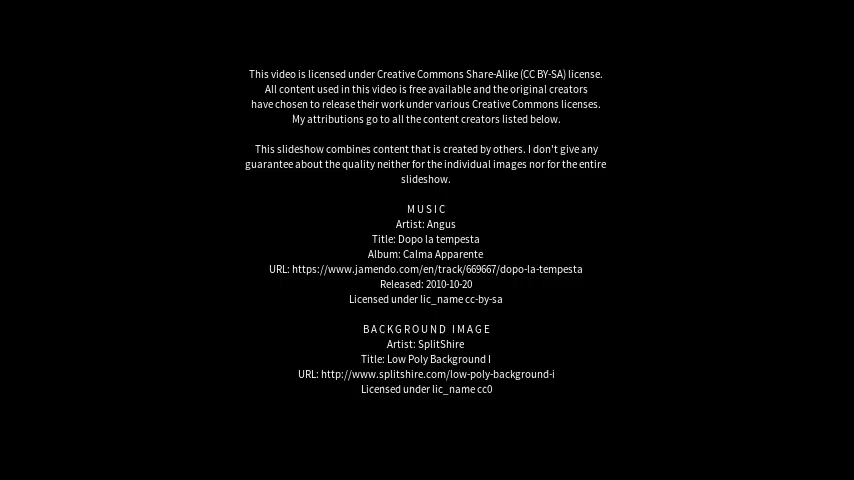 This video is licensed under Creative Commons Share-Alike (CC BY-SA) license.
All content used in this video is free available and the original creators
have chosen to release their work under various Creative Commons licenses.
My attributions go to all the content creators listed below.
This slideshow combines content that is created by others. I don't give any
guarantee about the quality neither for the individual images nor for the entire
slideshow.
MUSIC
Artist: Angus
Title: Dopo la tempesta
Album: Calma Apparente
URL: https://www.jamendo.com/en/track/669667/dopo-la-tempesta
Released: 2010-10-20
Licensed under lic_name cc-by-sa
BACKGROUND IMAGE
Artist: SplitShire
Title: Low Poly Background I
URL: http://www.splitshire.com/low-poly-background-i
Licensed under lic_name cc0